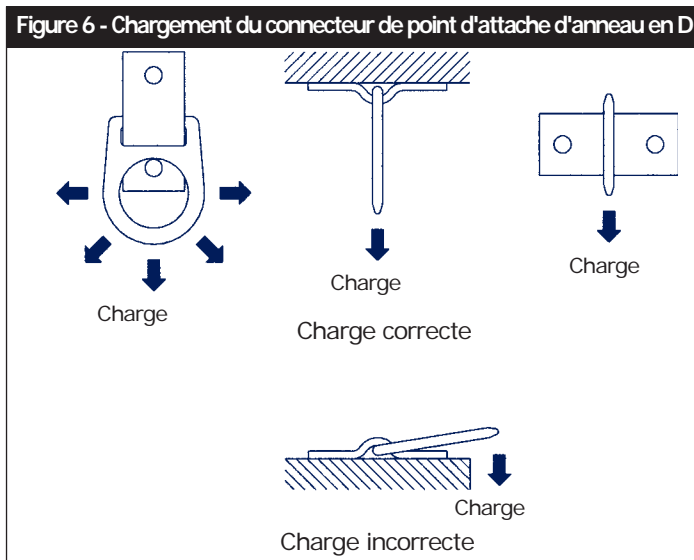 Figure 6 - Chargement du connecteur de point d'attache d'anneau en D
Charge
Charge
Charge
Charge correcte
Charge
Charge incorrecte